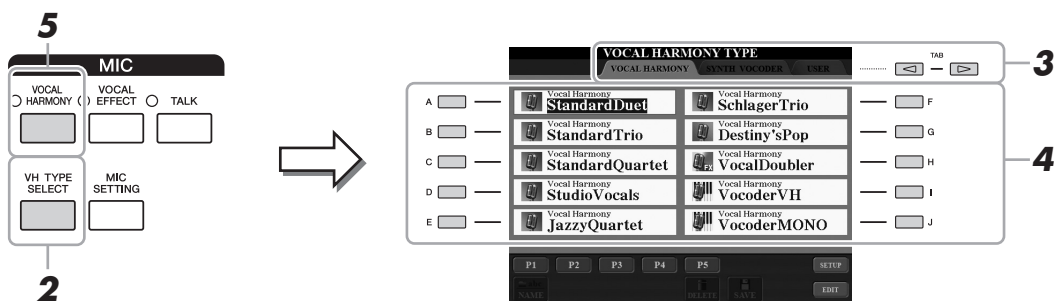 5
MIC
VOCAL HARMONY
VOCAL EFFECT
TALK
VH TYPE SELECT
MIC SETTING
2
VOCAL HARMONY TYPE
VOCAL HARMONY SYNTH VOCODER USER
TAB
3
A
Vocal Harmony
StandardDuet
Vocal Harmony
SchlagerTrio
F
B
Vocal Harmony
StandardTrio
Vocal Harmony
Destiny'sPop
G
C
Vocal Harmony
StandardQuartet
Vocal Harmony
VocalDoubler
H
D
Vocal Harmony
StudioVocals
Vocal Harmony
VocoderVH
I
E
Vocal Harmony
JazzyQuartet
Vocal Harmony
VocoderMONO
J
4
P1 P2 P3 P4 P5 SETUP
NAME DELETE SAVE EDIT